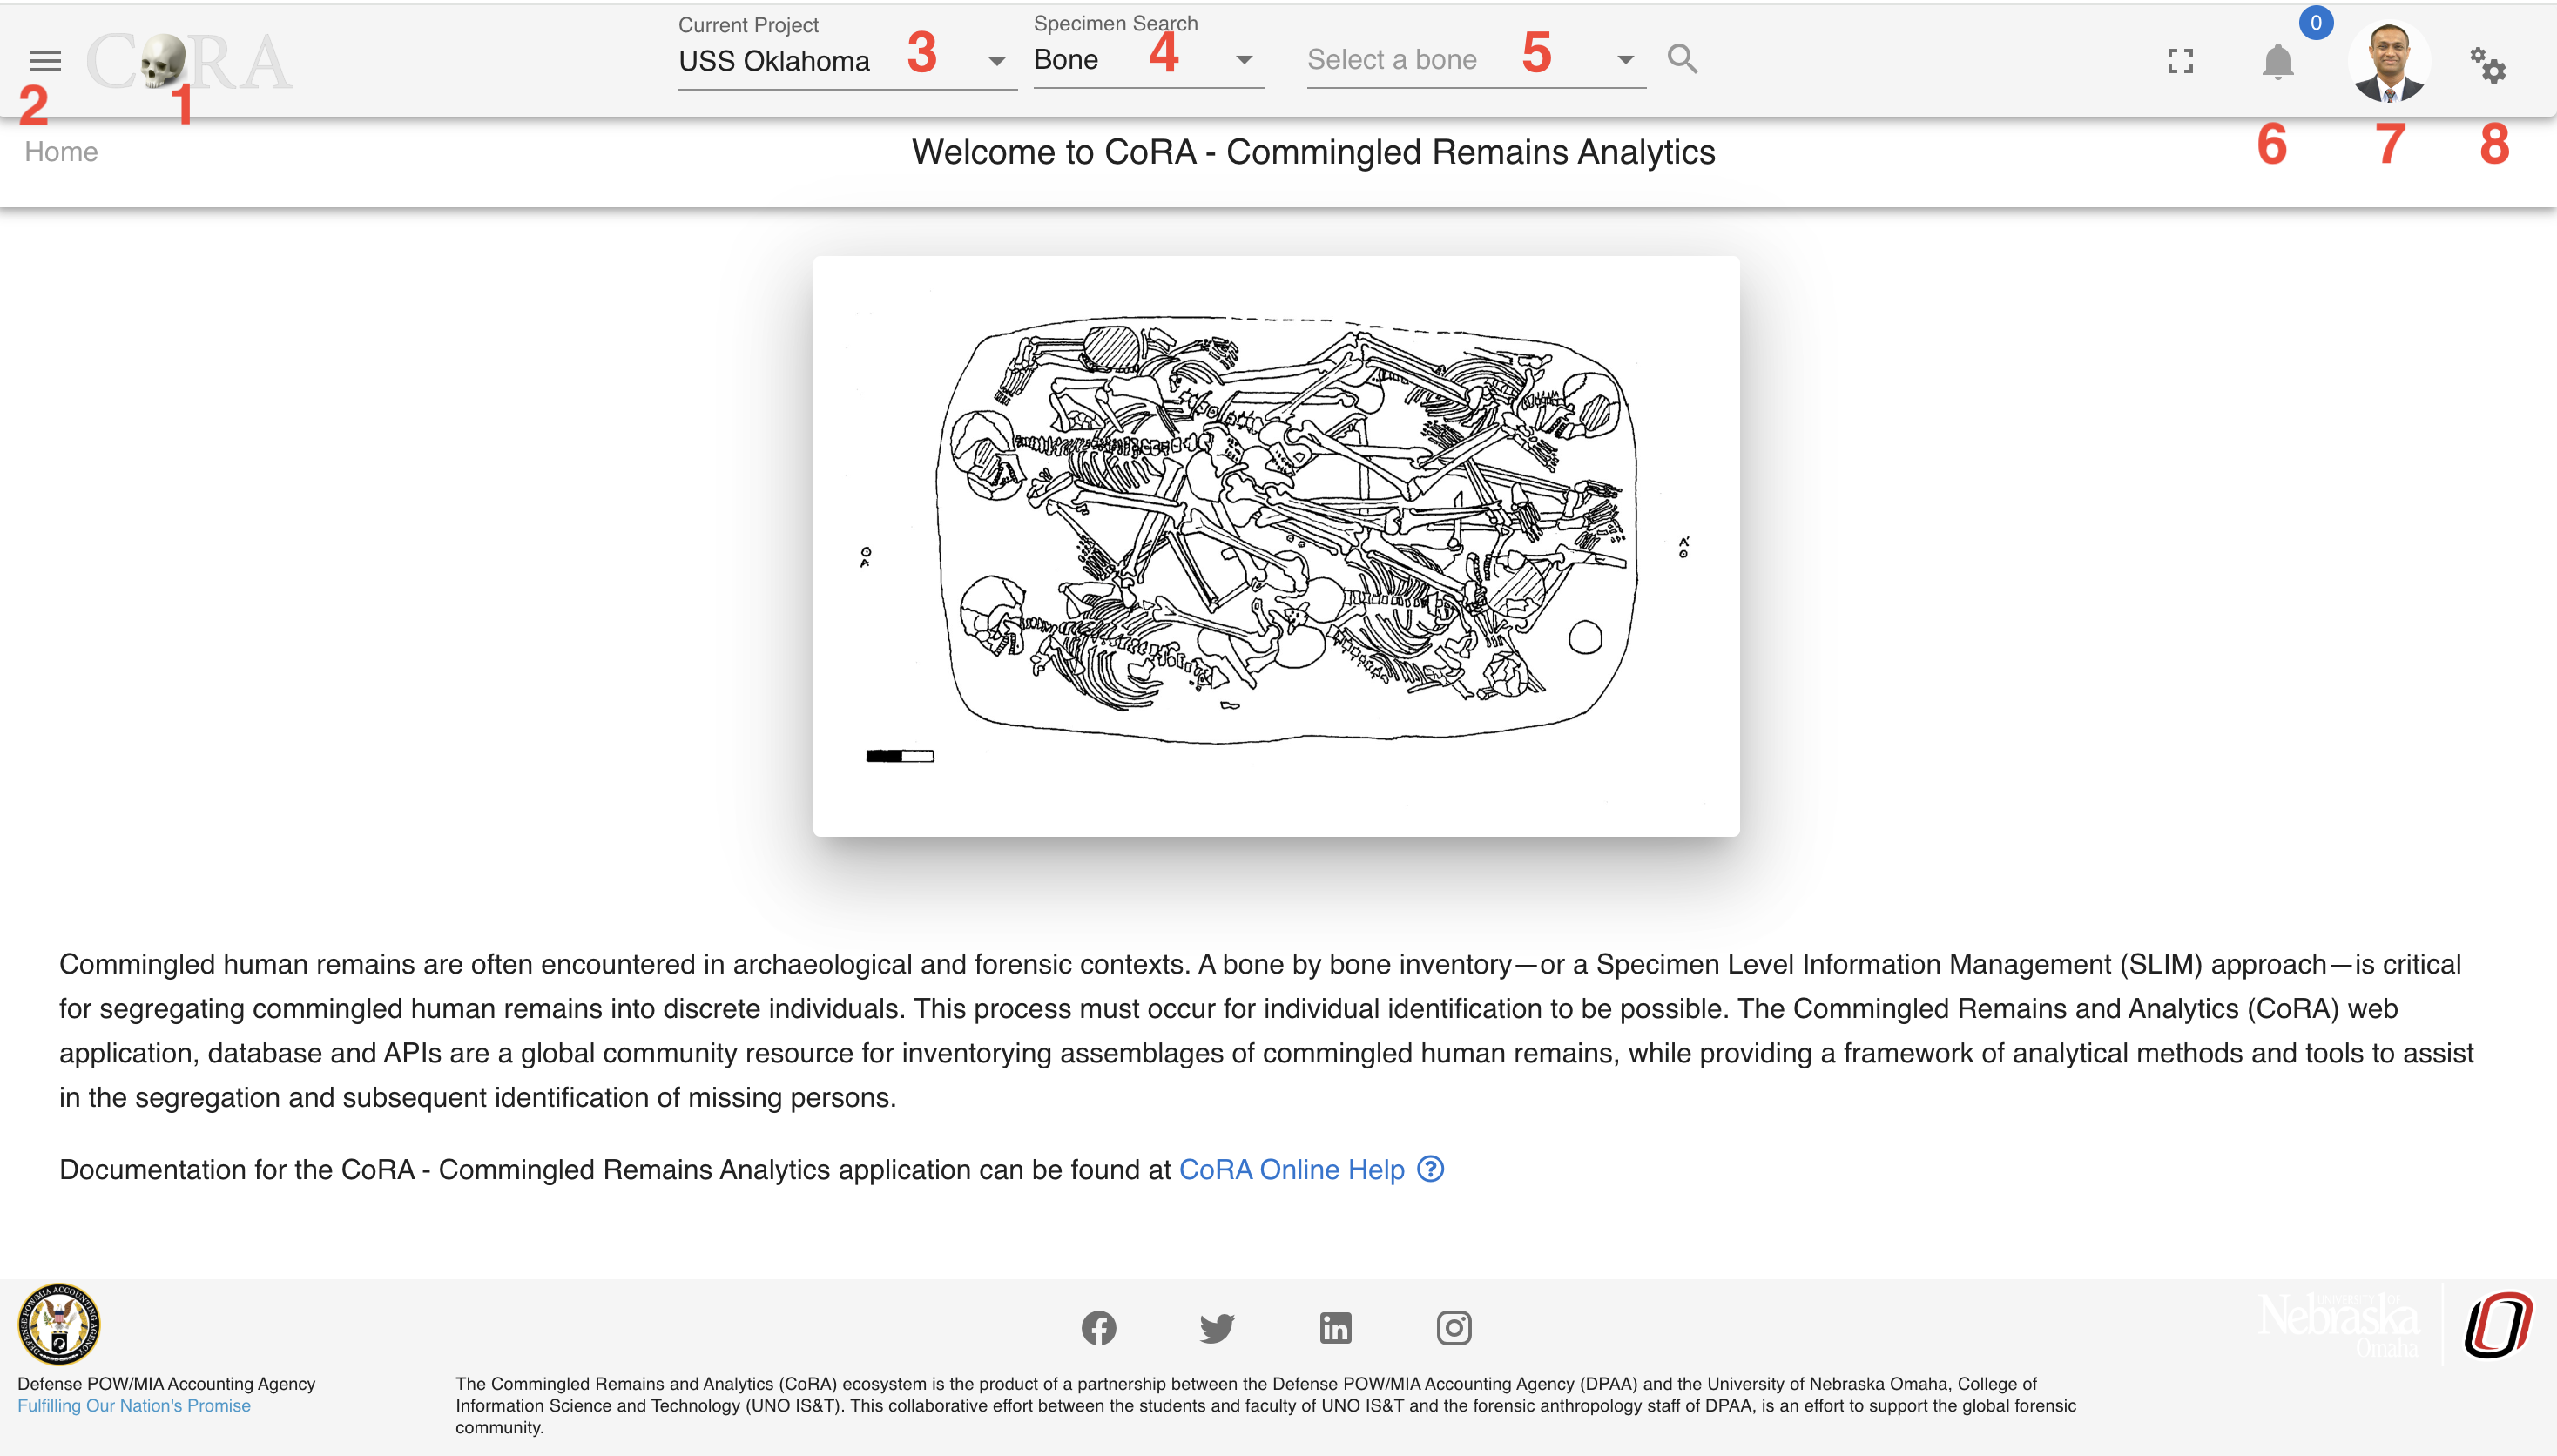 Current Project
Specimen Search
0
C RA
USS Oklahoma
3
Bone
4
Select a bone
5
2
1
6
7
8
Home
Welcome to CoRA - Commingled Remains Analytics
A
A'
Commingled human remains are often encountered in archaeological and forensic contexts. A bone by bone inventory—or a Specimen Level Information Management (SLIM) approach—is critical
for segregating commingled human remains into discrete individuals. This process must occur for individual identification to be possible. The Commingled Remains and Analytics (CoRA) web
application, database and APIs are a global community resource for inventorying assemblages of commingled human remains, while providing a framework of analytical methods and tools to assist
in the segregation and subsequent identification of missing persons.
Documentation for the CoRA - Commingled Remains Analytics application can be found at CoRA Online Help ?
DEFENSE POW/MIA ACCOUNTING AGENCY
UNIVERSITY OF
Nebraska
Omaha
O
Defense POW/MIA Accounting Agency
Fulfilling Our Nation's Promise
The Commingled Remains and Analytics (CoRA) ecosystem is the product of a partnership between the Defense POW/MIA Accounting Agency (DPAA) and the University of Nebraska Omaha, College of
Information Science and Technology (UNO IS&T). This collaborative effort between the students and faculty of UNO IS&T and the forensic anthropology staff of DPAA, is an effort to support the global forensic
community.